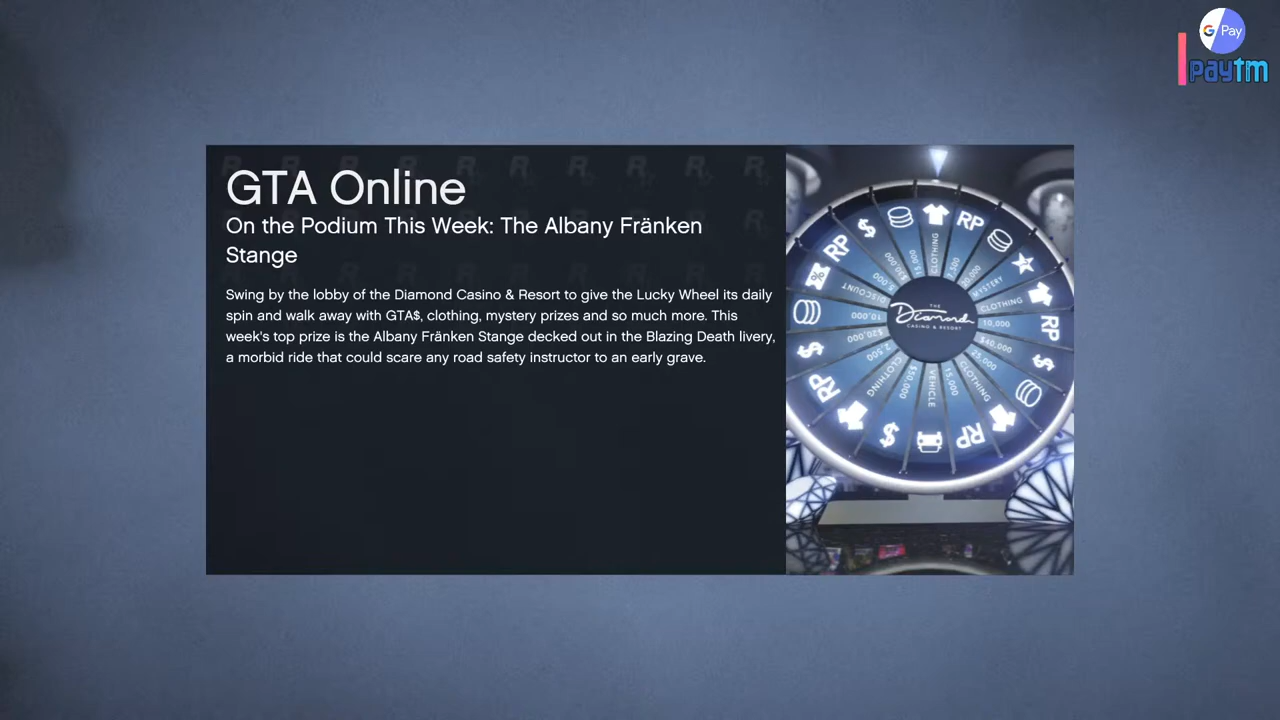 G Pay
paytm
GTA Online
On the Podium This Week: The Albany Fränken
Stange
Swing by the lobby of the Diamond Casino & Resort to give the Lucky Wheel its daily
spin and walk away with GTA$, clothing, mystery prizes and so much more. This
week's top prize is the Albany Fränken Stange decked out in the Blazing Death livery,
a morbid ride that could scare any road safety instructor to an early grave.
THE
Diamond
CASINO & RESORT
CLOTHING
RP
MYSTERY
CLOTHING
RP
10,000
$
$40,000
25,000
CLOTHING
RP
15,000
VEHICLE
$
$50,000
CLOTHING
RP
2,500
$
$20,000
10,000
DISCOUNT
RP
$
15,000